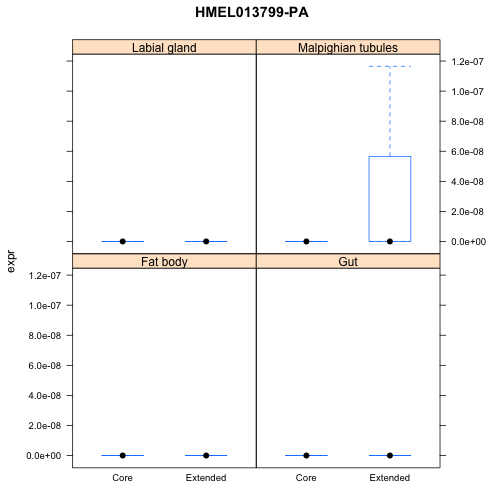 HMEL013799-PA
Labial gland
Malpighian tubules
1.2e-07
1.0e-07
8.0e-08
6.0e-08
4.0e-08
2.0e-08
0.0e+00
expr
Fat body
Gut
1.2e-07
1.0e-07
8.0e-08
6.0e-08
4.0e-08
2.0e-08
0.0e+00
Core
Extended
Core
Extended